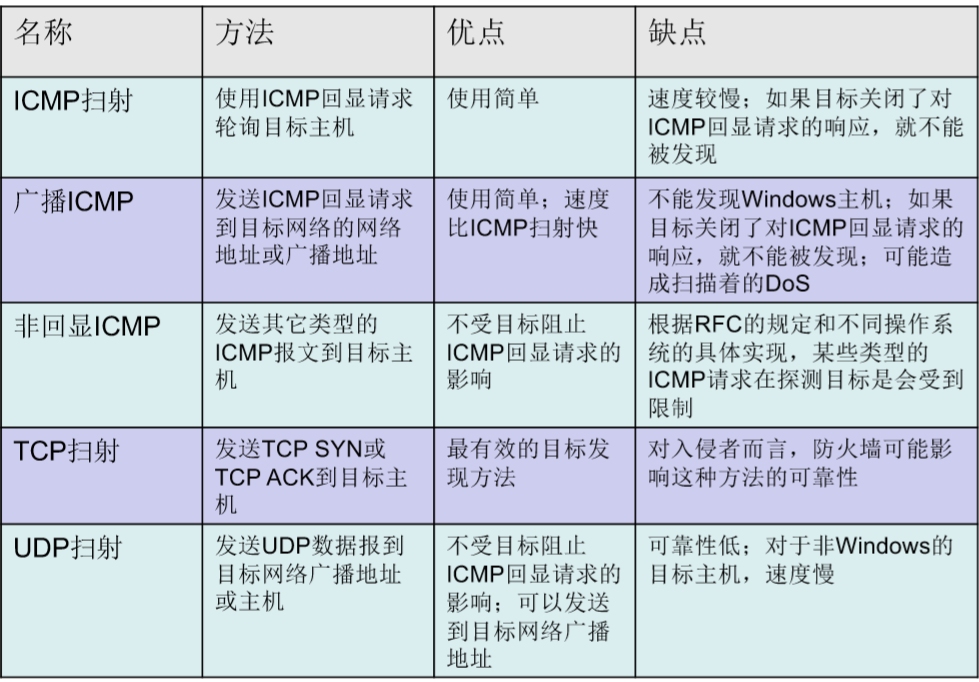 名称
方法
优点
缺点
ICMP扫射
使用ICMP回显请求
轮询目标主机
使用简单
速度较慢；如果目标关闭了对
ICMP回显请求的响应，就不能
被发现
广播ICMP
发送ICMP回显请求
到目标网络的网络
地址或广播地址
使用简单；速度
比ICMP扫射快
不能发现Windows主机；如果
目标关闭了对ICMP回显请求的
响应，就不能被发现；可能造
成扫描着的DoS
非回显ICMP
发送其它类型的
ICMP报文到目标主
机
不受目标阻止
ICMP回显请求的
影响
根据RFC的规定和不同操作系
统的具体实现，某些类型的
ICMP请求在探测目标是会受到
限制
TCP扫射
发送TCP SYN或
TCP ACK到目标主
机
最有效的目标发
现方法
对入侵者而言，防火墙可能影
响这种方法的可靠性
UDP扫射
发送UDP数据报到
目标网络广播地址
或主机
不受目标阻止
ICMP回显请求的
影响；可以发送
到目标网络广播
地址
可靠性低；对于非Windows的
目标主机，速度慢